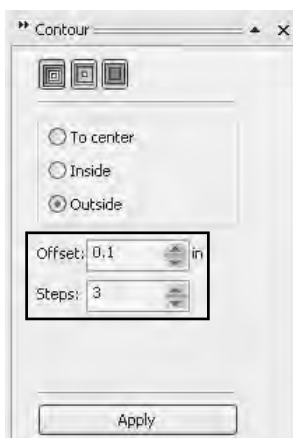 Contour
To center
Inside
Outside
Offset: 0.1 in
Steps: 3
Apply